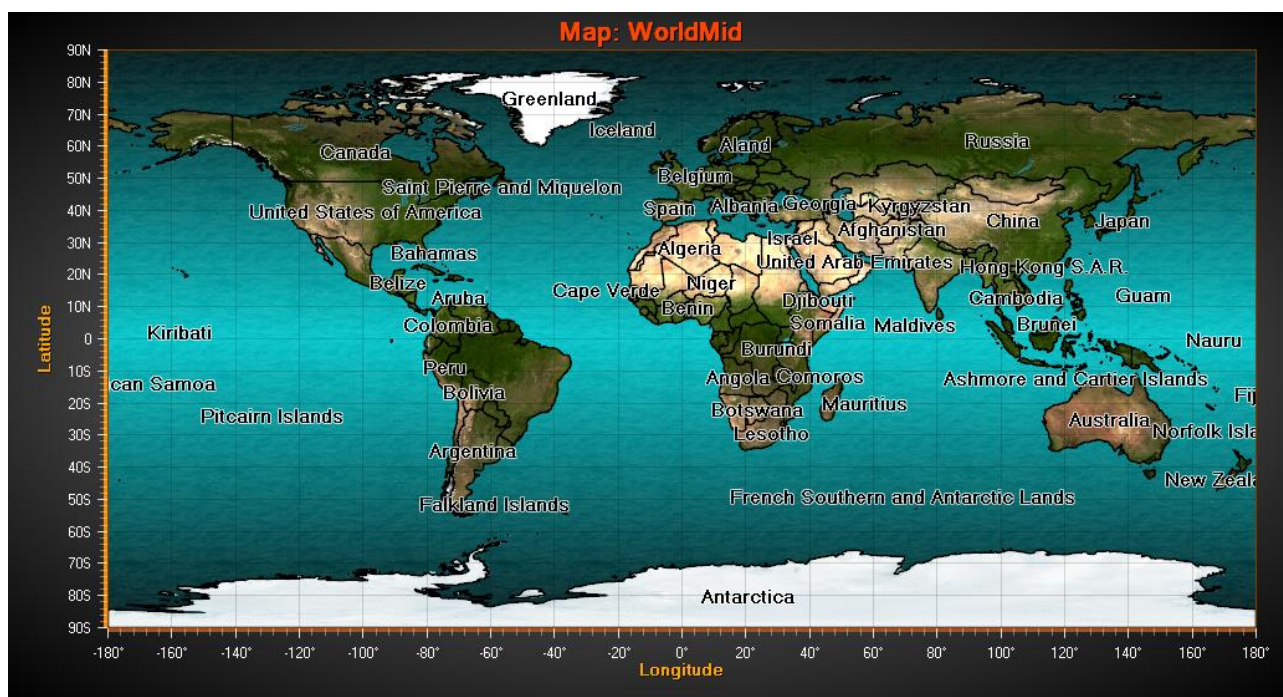 Map: WorldMid
90N
80N
70N
60N
50N
40N
30N
20N
10N
0
10S
20S
30S
40S
50S
60S
70S
80S
90S
Latitude
Greenland
Iceland
Canada
Aland
Russia
Saint Pierre and Miquelon
Belgium
United States of America
Spain
Albania
Georgia
Kyrgyzstan
China
Japan
Bahamas
Algeria
Israel
Afghanistan
United Arab Emirates
Hong Kong S.A.R.
Belize
Aruba
Cape Verde
Niger
Benin
Djibouti
Cambodia
Guam
Kiribati
Colombia
Somalia
Maldives
Brunei
Nauru
Burundi
can Samoa
Peru
Bolivia
Angola
Comoros
Ashmore and Cartier Islands
Fij
Pitcairn Islands
Botswana
Mauritius
Australia
Lesotho
Norfolk Isla
Argentina
New Zeala
Falkland Islands
French Southern and Antarctic Lands
Antarctica
-180° -160° -140° -120° -100° -80° -60° -40° -20° 0° 20° 40° 60° 80° 100° 120° 140° 160° 180°
Longitude